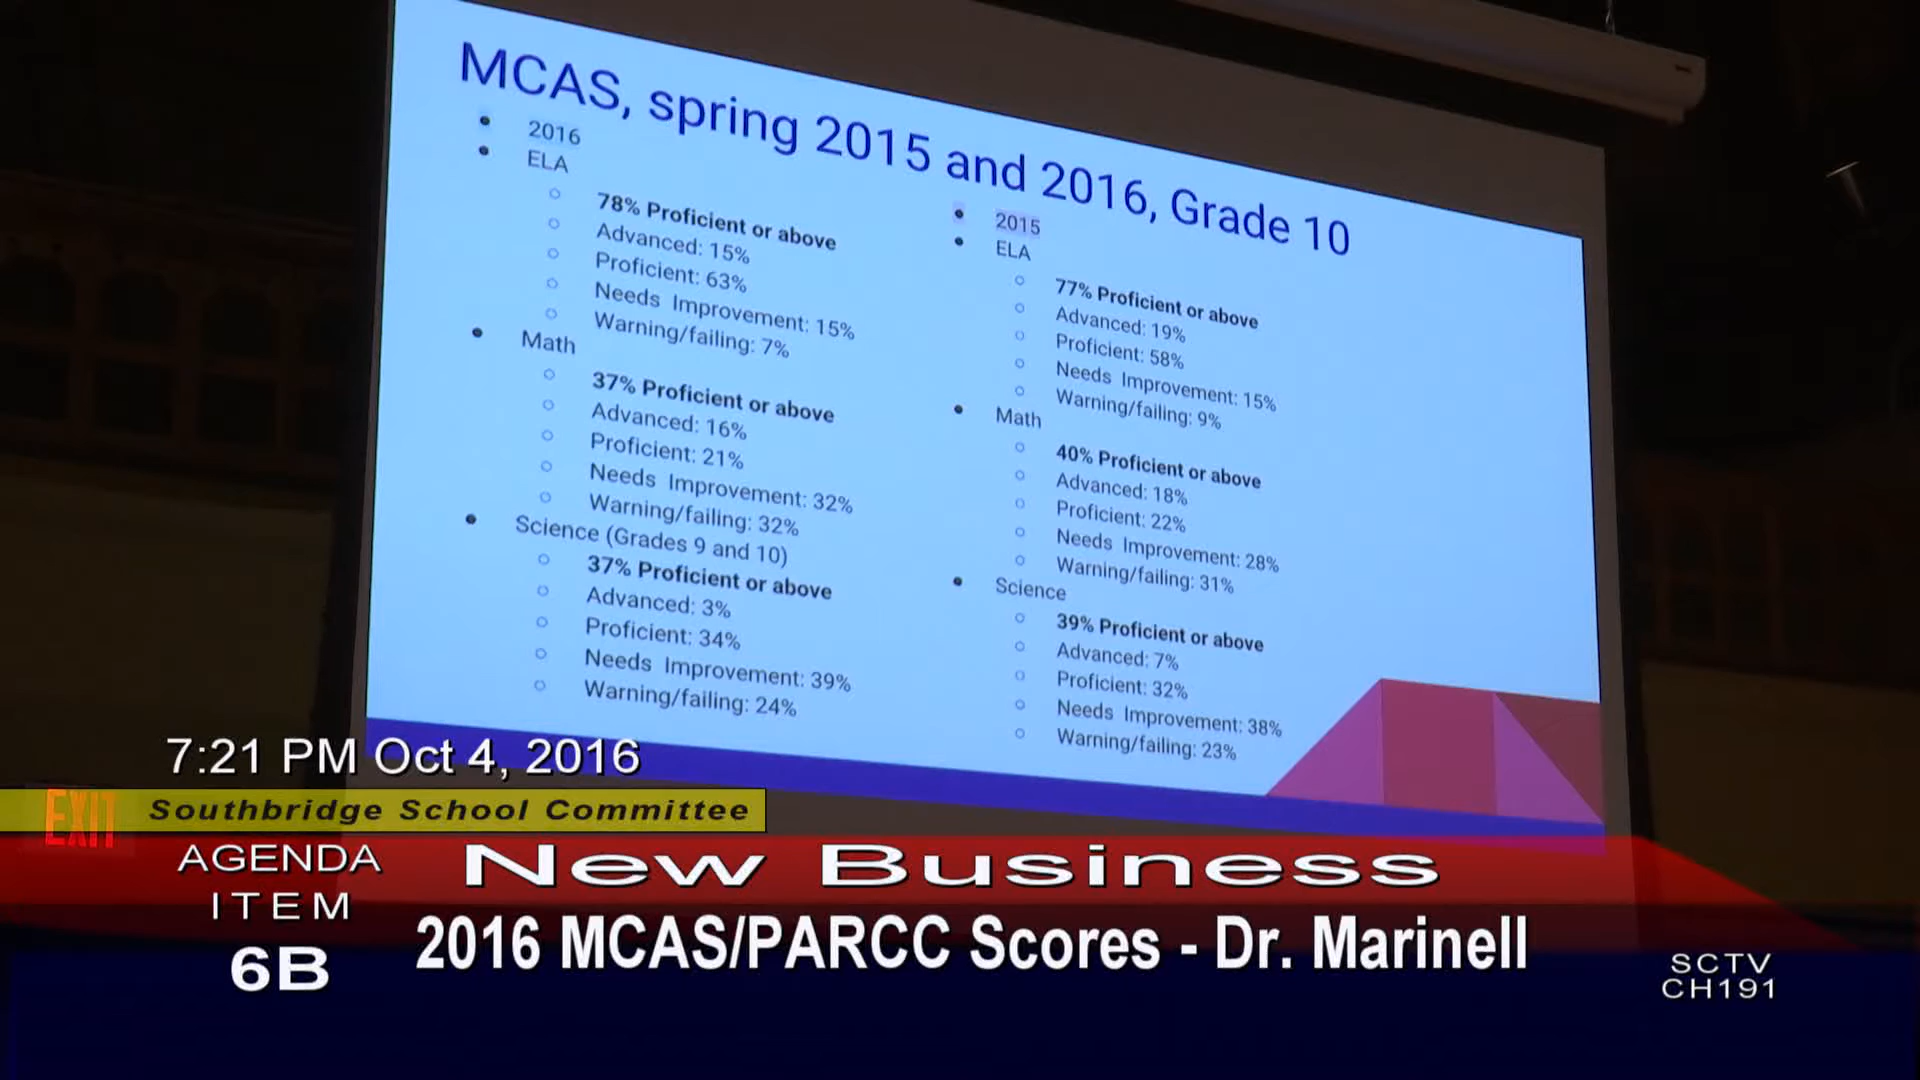 MCAS, spring 2015 and 2016, Grade 10
2016
ELA
78% Proficient or above
Advanced: 15%
Proficient: 63%
Needs Improvement: 15%
Warning/failing: 7%
Math
37% Proficient or above
Advanced: 16%
Proficient: 21%
Needs Improvement: 32%
Warning/failing: 32%
Science (Grades 9 and 10)
37% Proficient or above
Advanced: 3%
Proficient: 34%
Needs Improvement: 39%
Warning/failing: 24%
2015
ELA
77% Proficient or above
Advanced: 19%
Proficient: 58%
Needs Improvement: 15%
Warning/failing: 9%
Math
40% Proficient or above
Advanced: 18%
Proficient: 22%
Needs Improvement: 28%
Warning/failing: 31%
Science
39% Proficient or above
Advanced: 7%
Proficient: 32%
Needs Improvement: 38%
Warning/failing: 23%
7:21 PM Oct 4, 2016
EXIT
Southbridge School Committee
AGENDA
ITEM
6B
New Business
2016 MCAS/PARCC Scores - Dr. Marinell
SCTV
CH191